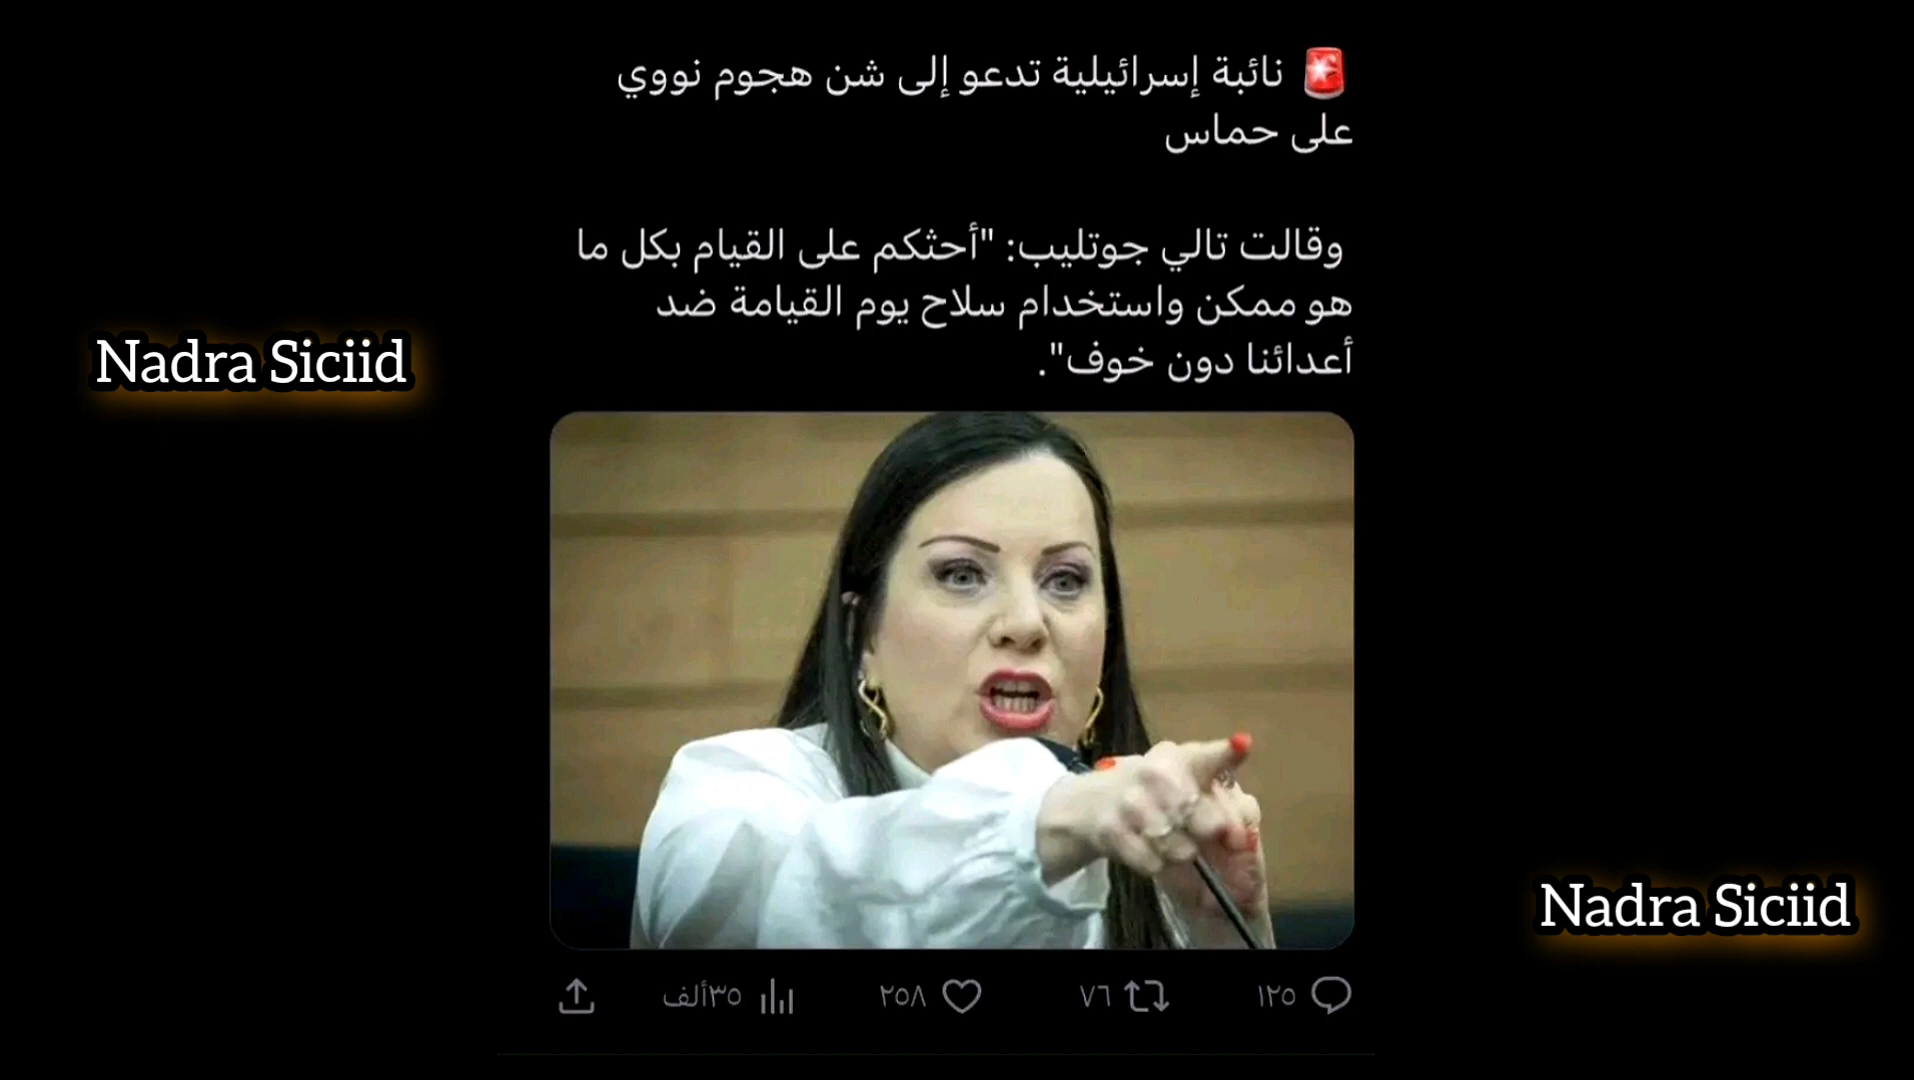 🚨 نائبة إسرائيلية تدعو إلى شن هجوم نووي
على حماس
وقالت تالي جوتليب: "أحثكم على القيام بكل ما
هو ممكن واستخدام سلاح يوم القيامة ضد
أعدائنا دون خوف".
Nadra Siciid
Nadra Siciid
١٢٥ ٧٦ ٢٥٨ ٣٥ألف